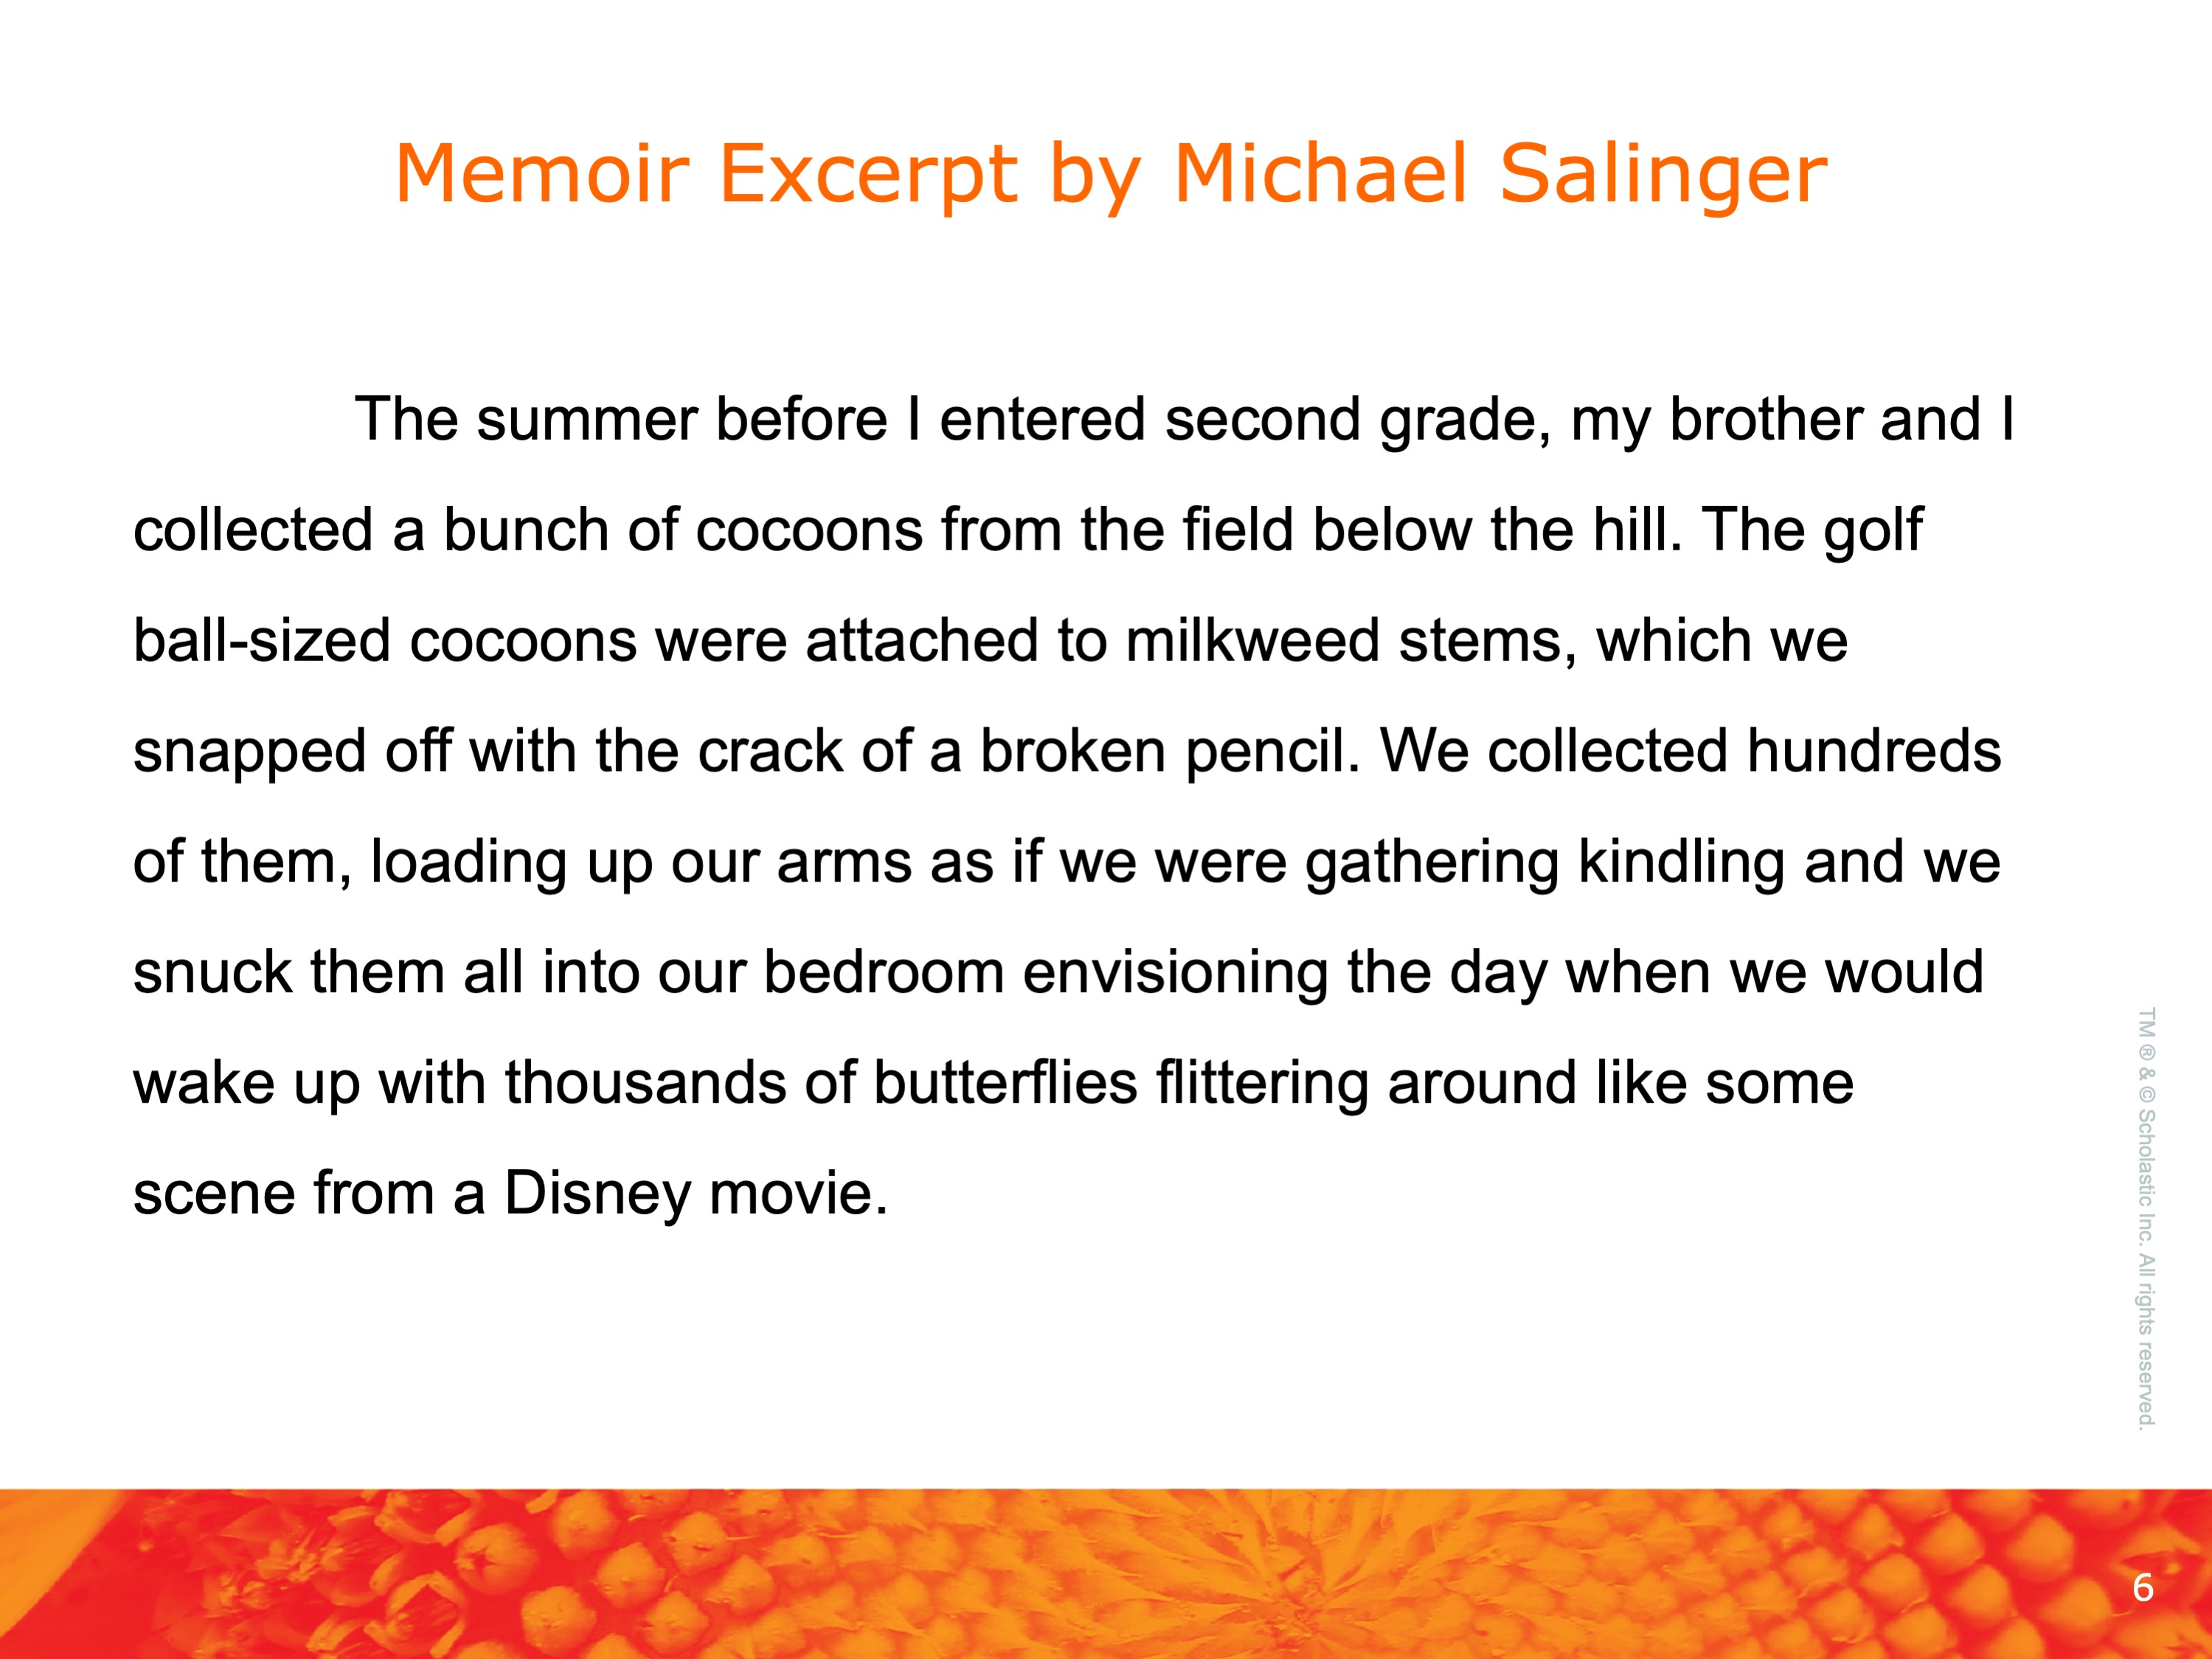 Memoir Excerpt by Michael Salinger
The summer before I entered second grade, my brother and I
collected a bunch of cocoons from the field below the hill. The golf
ball-sized cocoons were attached to milkweed stems, which we
snapped off with the crack of a broken pencil. We collected hundreds
of them, loading up our arms as if we were gathering kindling and we
snuck them all into our bedroom envisioning the day when we would
wake up with thousands of butterflies flittering around like some
scene from a Disney movie.
TM ® & © Scholastic Inc. All rights reserved.
6